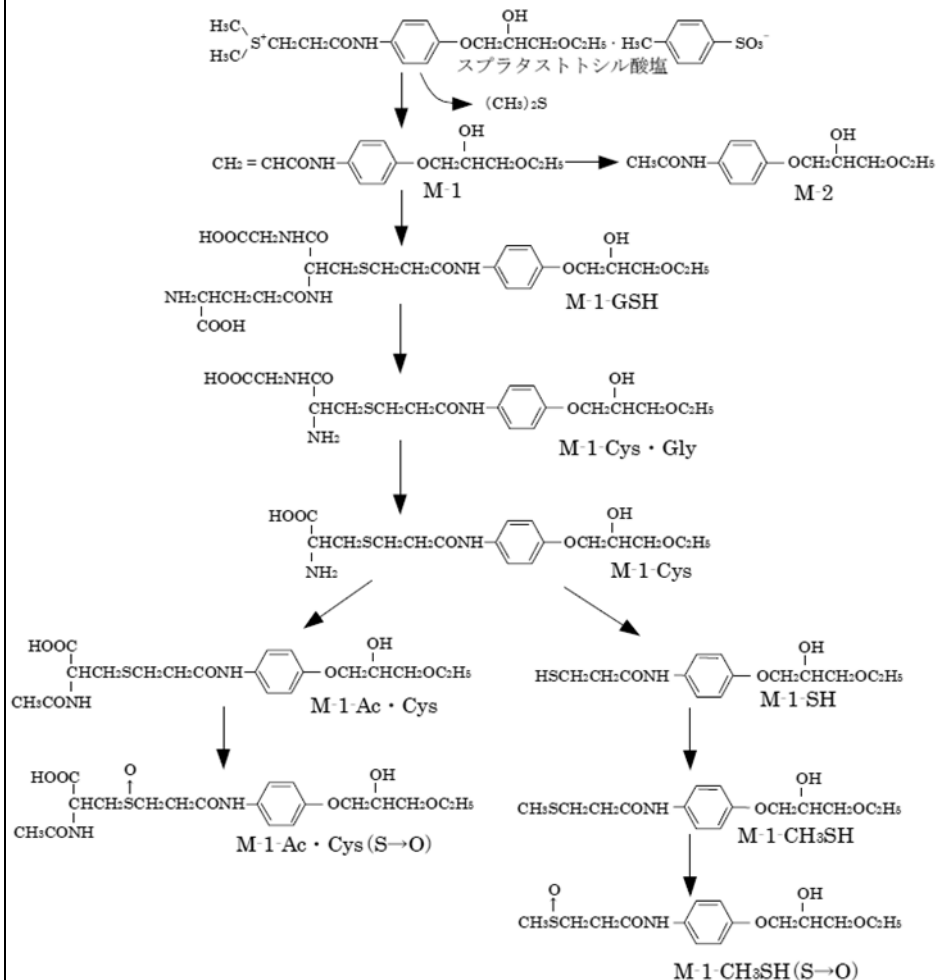 H₃C
H₃C
S⁺CH₂CH₂CONH
OH
OCH₂CHCH₂OC₂H₅ · H₃C
SO₃⁻
スプラタストトシル酸塩
(CH₃)₂S
CH₂=CHCONH
OH
OCH₂CHCH₂OC₂H₅
M-1
CH₃CONH
OH
OCH₂CHCH₂OC₂H₅
M-2
HOOCCH₂NHCO
CHCH₂SCH₂CH₂CONH
NH₂CHCH₂CH₂CONH
COOH
OH
OCH₂CHCH₂OC₂H₅
M-1-GSH
HOOCCH₂NHCO
CHCH₂SCH₂CH₂CONH
NH₂
OH
OCH₂CHCH₂OC₂H₅
M-1-Cys・Gly
HOOC
CHCH₂SCH₂CH₂CONH
NH₂
OH
OCH₂CHCH₂OC₂H₅
M-1-Cys
HOOC
CHCH₂SCH₂CH₂CONH
CH₃CONH
OH
OCH₂CHCH₂OC₂H₅
M-1-Ac・Cys
HSCH₂CH₂CONH
OH
OCH₂CHCH₂OC₂H₅
M-1-SH
HOOC
O
↑
CHCH₂SCH₂CH₂CONH
CH₃CONH
OH
OCH₂CHCH₂OC₂H₅
M-1-Ac・Cys(S→O)
CH₃SCH₂CH₂CONH
OH
OCH₂CHCH₂OC₂H₅
M-1-CH₃SH
O
↑
CH₃SCH₂CH₂CONH
OH
OCH₂CHCH₂OC₂H₅
M-1-CH₃SH(S→O)